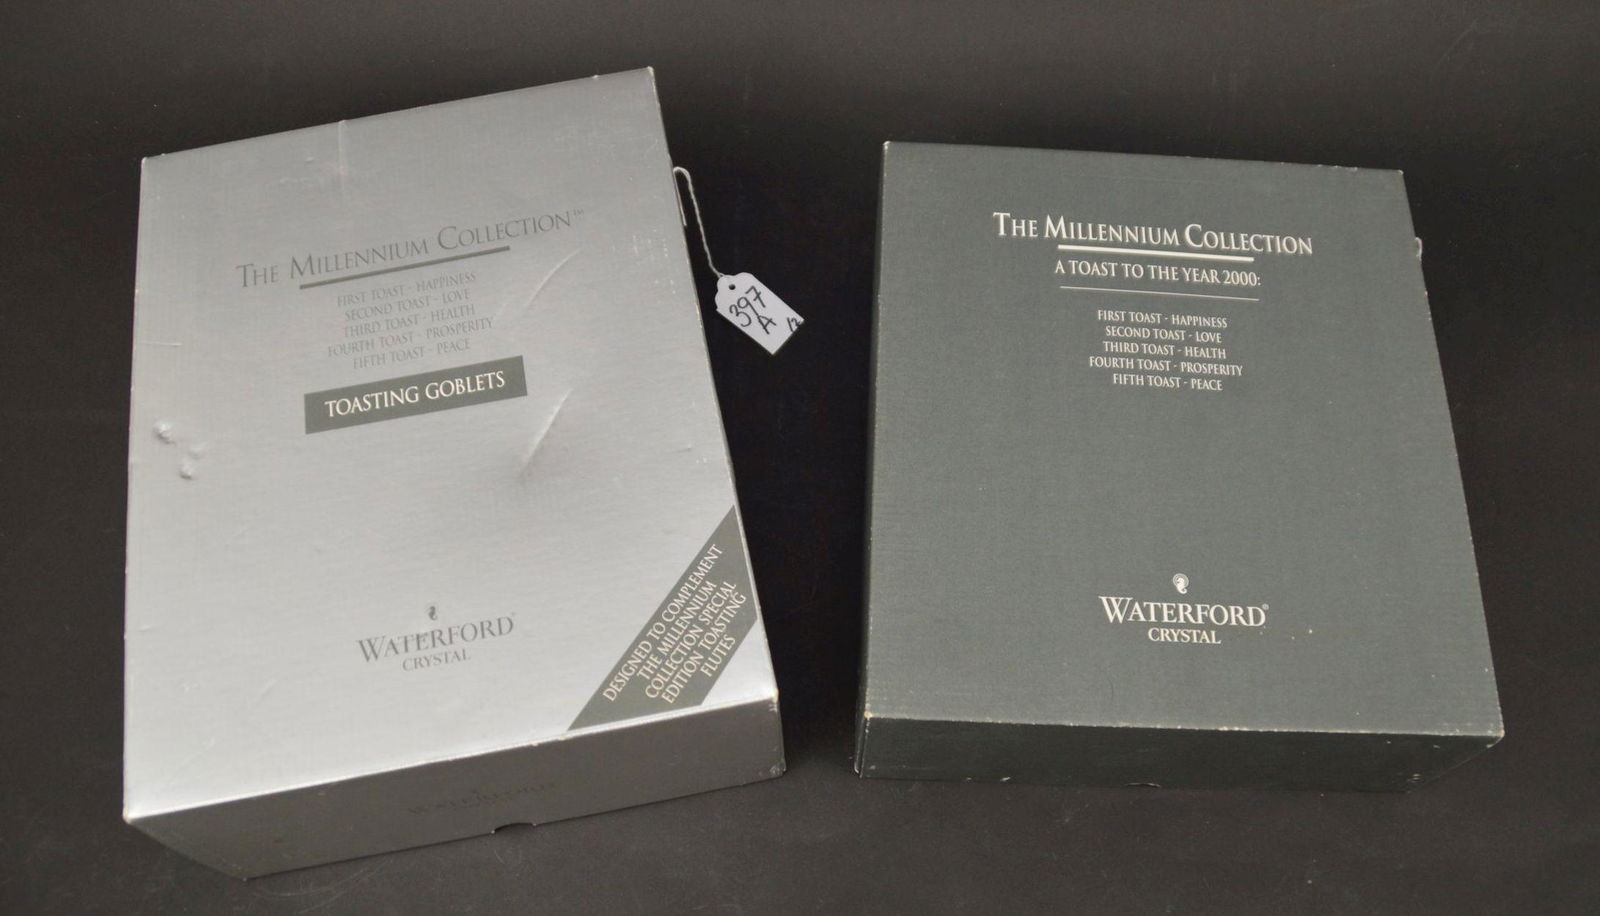 THE MILLENNIUM COLLECTION™
FIRST TOAST - HAPPINESS
SECOND TOAST - LOVE
THIRD TOAST - HEALTH
FOURTH TOAST - PROSPERITY
FIFTH TOAST - PEACE
TOASTING GOBLETS
WATERFORD
CRYSTAL
DESIGNED TO COMPLEMENT
THE MILLENNIUM
COLLECTION SPECIAL
EDITION TOASTING
FLUTES
WATERFORD
397
A
12
THE MILLENNIUM COLLECTION
A TOAST TO THE YEAR 2000:
FIRST TOAST - HAPPINESS
SECOND TOAST - LOVE
THIRD TOAST - HEALTH
FOURTH TOAST - PROSPERITY
FIFTH TOAST - PEACE
WATERFORD®
CRYSTAL